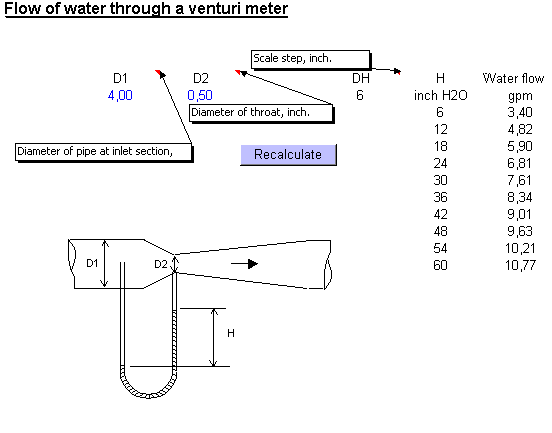 Flow of water through a venturi meter
Scale step, inch.
D1 D2 DH H Water flow
4,00 0,50 6 inch H2O gpm
Diameter of throat, inch.
Diameter of pipe at inlet section,
Recalculate
6 3,40
12 4,82
18 5,90
24 6,81
30 7,61
36 8,34
42 9,01
48 9,63
54 10,21
60 10,77
D1 D2
H